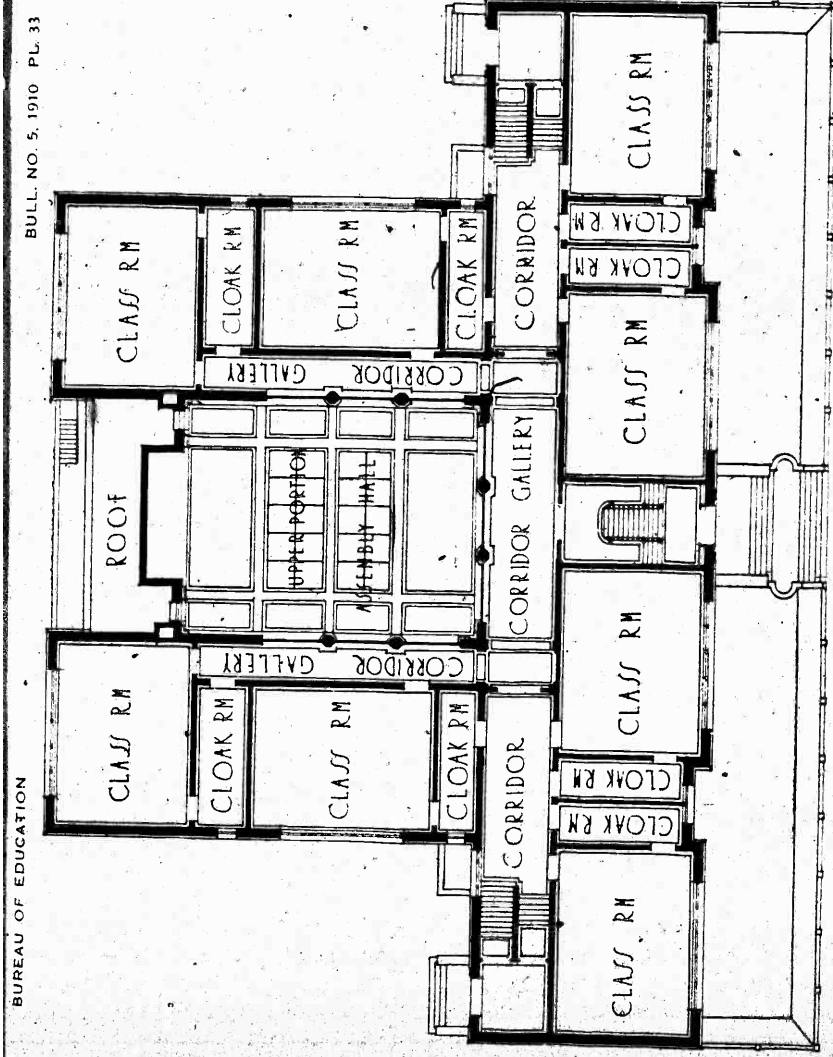 BUREAU OF EDUCATION
BULL. NO. 5, 1910 PL. 33
CLASS RM
ROOF
CLASS RM
CLOAK RM
CORRIDOR GALLERY
UPPER PORTION
ASSEMBLY HALL
CORRIDOR GALLERY
CLOAK RM
CLASS RM
CLASS RM
CLOAK RM
CLOAK RM
CORRIDOR
CORRIDOR GALLERY
CORRIDOR
CLASS RM
CLOAK RM
CLOAK RM
CLASS RM
CLASS RM
CLOAK RM
CLOAK RM
CLASS RM